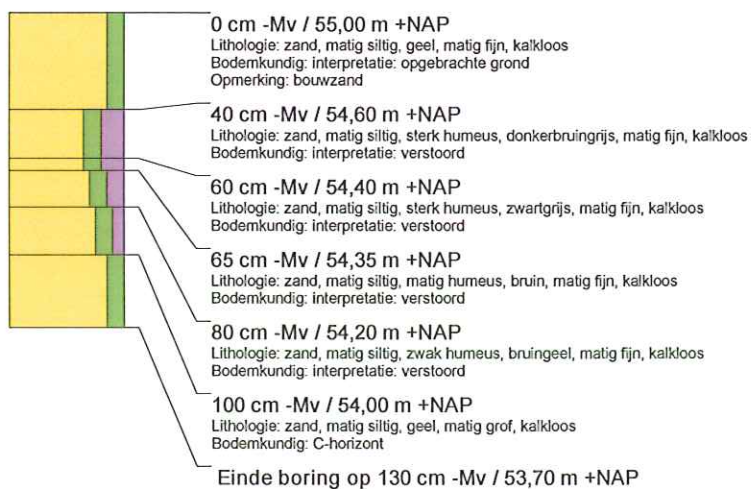 0 cm -Mv / 55,00 m +NAP
Lithologie: zand, matig siltig, geel, matig fijn, kalkloos
Bodemkundig: interpretatie: opgebrachte grond
Opmerking: bouwzand
40 cm -Mv / 54,60 m +NAP
Lithologie: zand, matig siltig, sterk humeus, donkerbruingrijs, matig fijn, kalkloos
Bodemkundig: interpretatie: verstoord
60 cm -Mv / 54,40 m +NAP
Lithologie: zand, matig siltig, sterk humeus, zwartgrijs, matig fijn, kalkloos
Bodemkundig: interpretatie: verstoord
65 cm -Mv / 54,35 m +NAP
Lithologie: zand, matig siltig, matig humeus, bruin, matig fijn, kalkloos
Bodemkundig: interpretatie: verstoord
80 cm -Mv / 54,20 m +NAP
Lithologie: zand, matig siltig, zwak humeus, bruingeel, matig fijn, kalkloos
Bodemkundig: interpretatie: verstoord
100 cm -Mv / 54,00 m +NAP
Lithologie: zand, matig siltig, geel, matig grof, kalkloos
Bodemkundig: C-horizont
Einde boring op 130 cm -Mv / 53,70 m +NAP